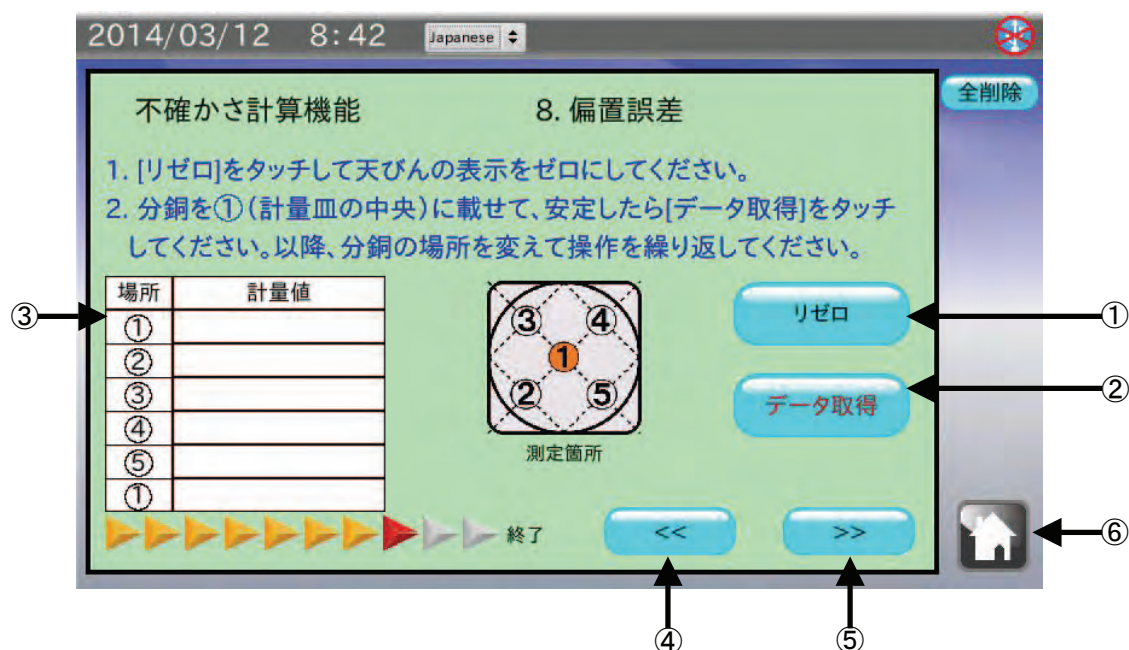 2014/03/12 8:42 Japanese
全削除
不確かさ計算機能 8. 偏置誤差
1. [リゼロ]をタッチして天びんの表示をゼロにしてください。
2. 分銅を①(計量皿の中央)に載せて、安定したら[データ取得]をタッチ
してください。以降、分銅の場所を変えて操作を繰り返してください。
場所 計量値
①
②
③
④
⑤
①
③ ④
①
② ⑤
測定箇所
リゼロ
データ取得
終了
<<
>>
③
①
②
⑥
④
⑤